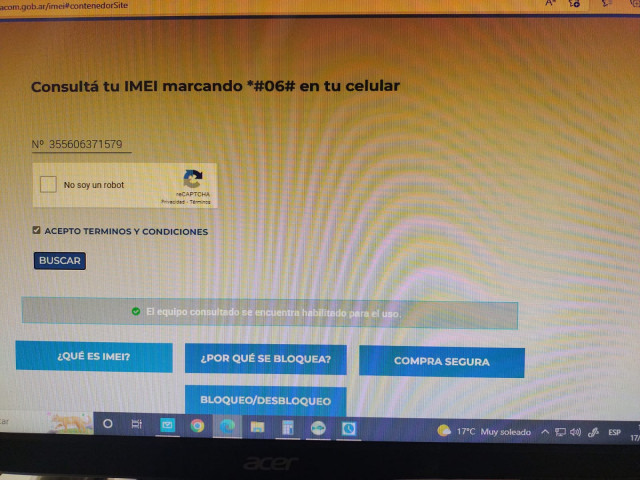 acom.gob.ar/imei#contenedorSite
Consultá tu IMEI marcando *#06# en tu celular
Nº 355606371579
No soy un robot
reCAPTCHA
Privacidad - Términos
ACEPTO TERMINOS Y CONDICIONES
BUSCAR
El equipo consultado se encuentra habilitado para el uso.
¿QUÉ ES IMEI?
¿POR QUÉ SE BLOQUEA?
COMPRA SEGURA
BLOQUEO/DESBLOQUEO
17°C Muy soleado
ESP
17/
acer